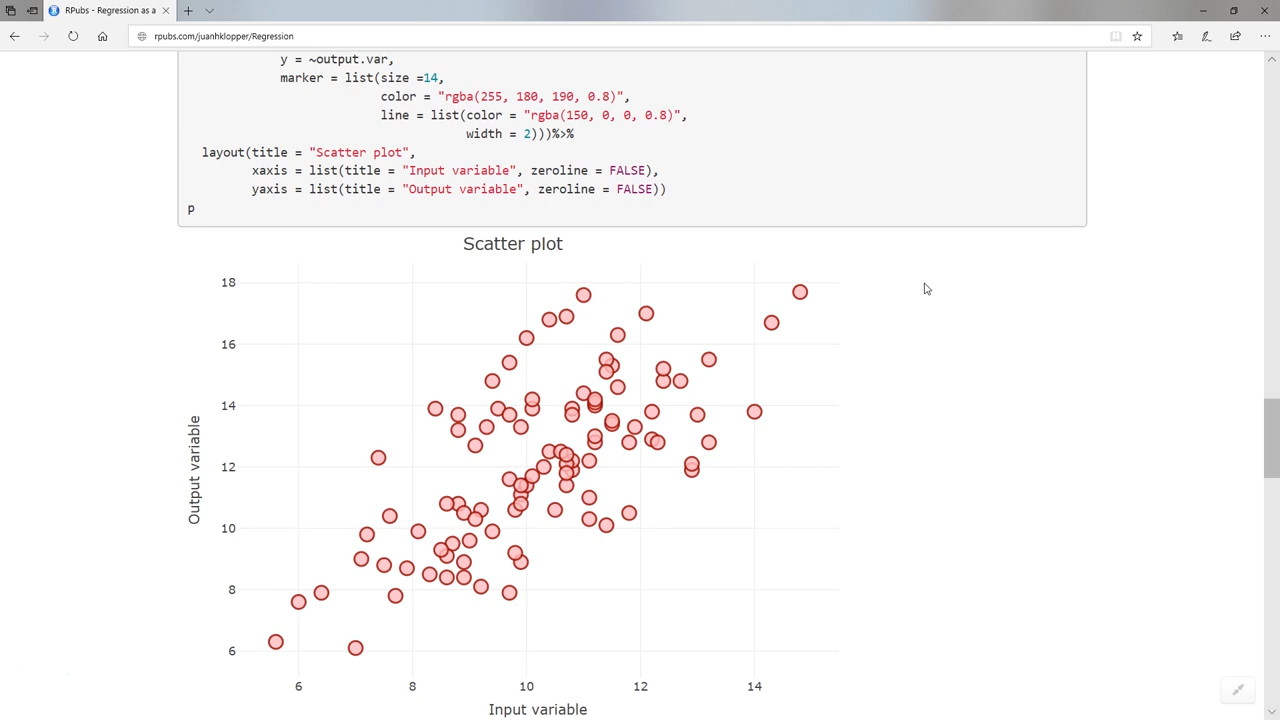 RPubs - Regression as a
rpubs.com/juanhklopper/Regression
y = ~output.var,
marker = list(size =14,
color = "rgba(255, 180, 190, 0.8)",
line = list(color = "rgba(150, 0, 0, 0.8)",
width = 2)))%>%
layout(title = "Scatter plot",
xaxis = list(title = "Input variable", zeroline = FALSE),
yaxis = list(title = "Output variable", zeroline = FALSE))
p
Scatter plot
18
16
14
12
10
8
6
Output variable
6 8 10 12 14
Input variable